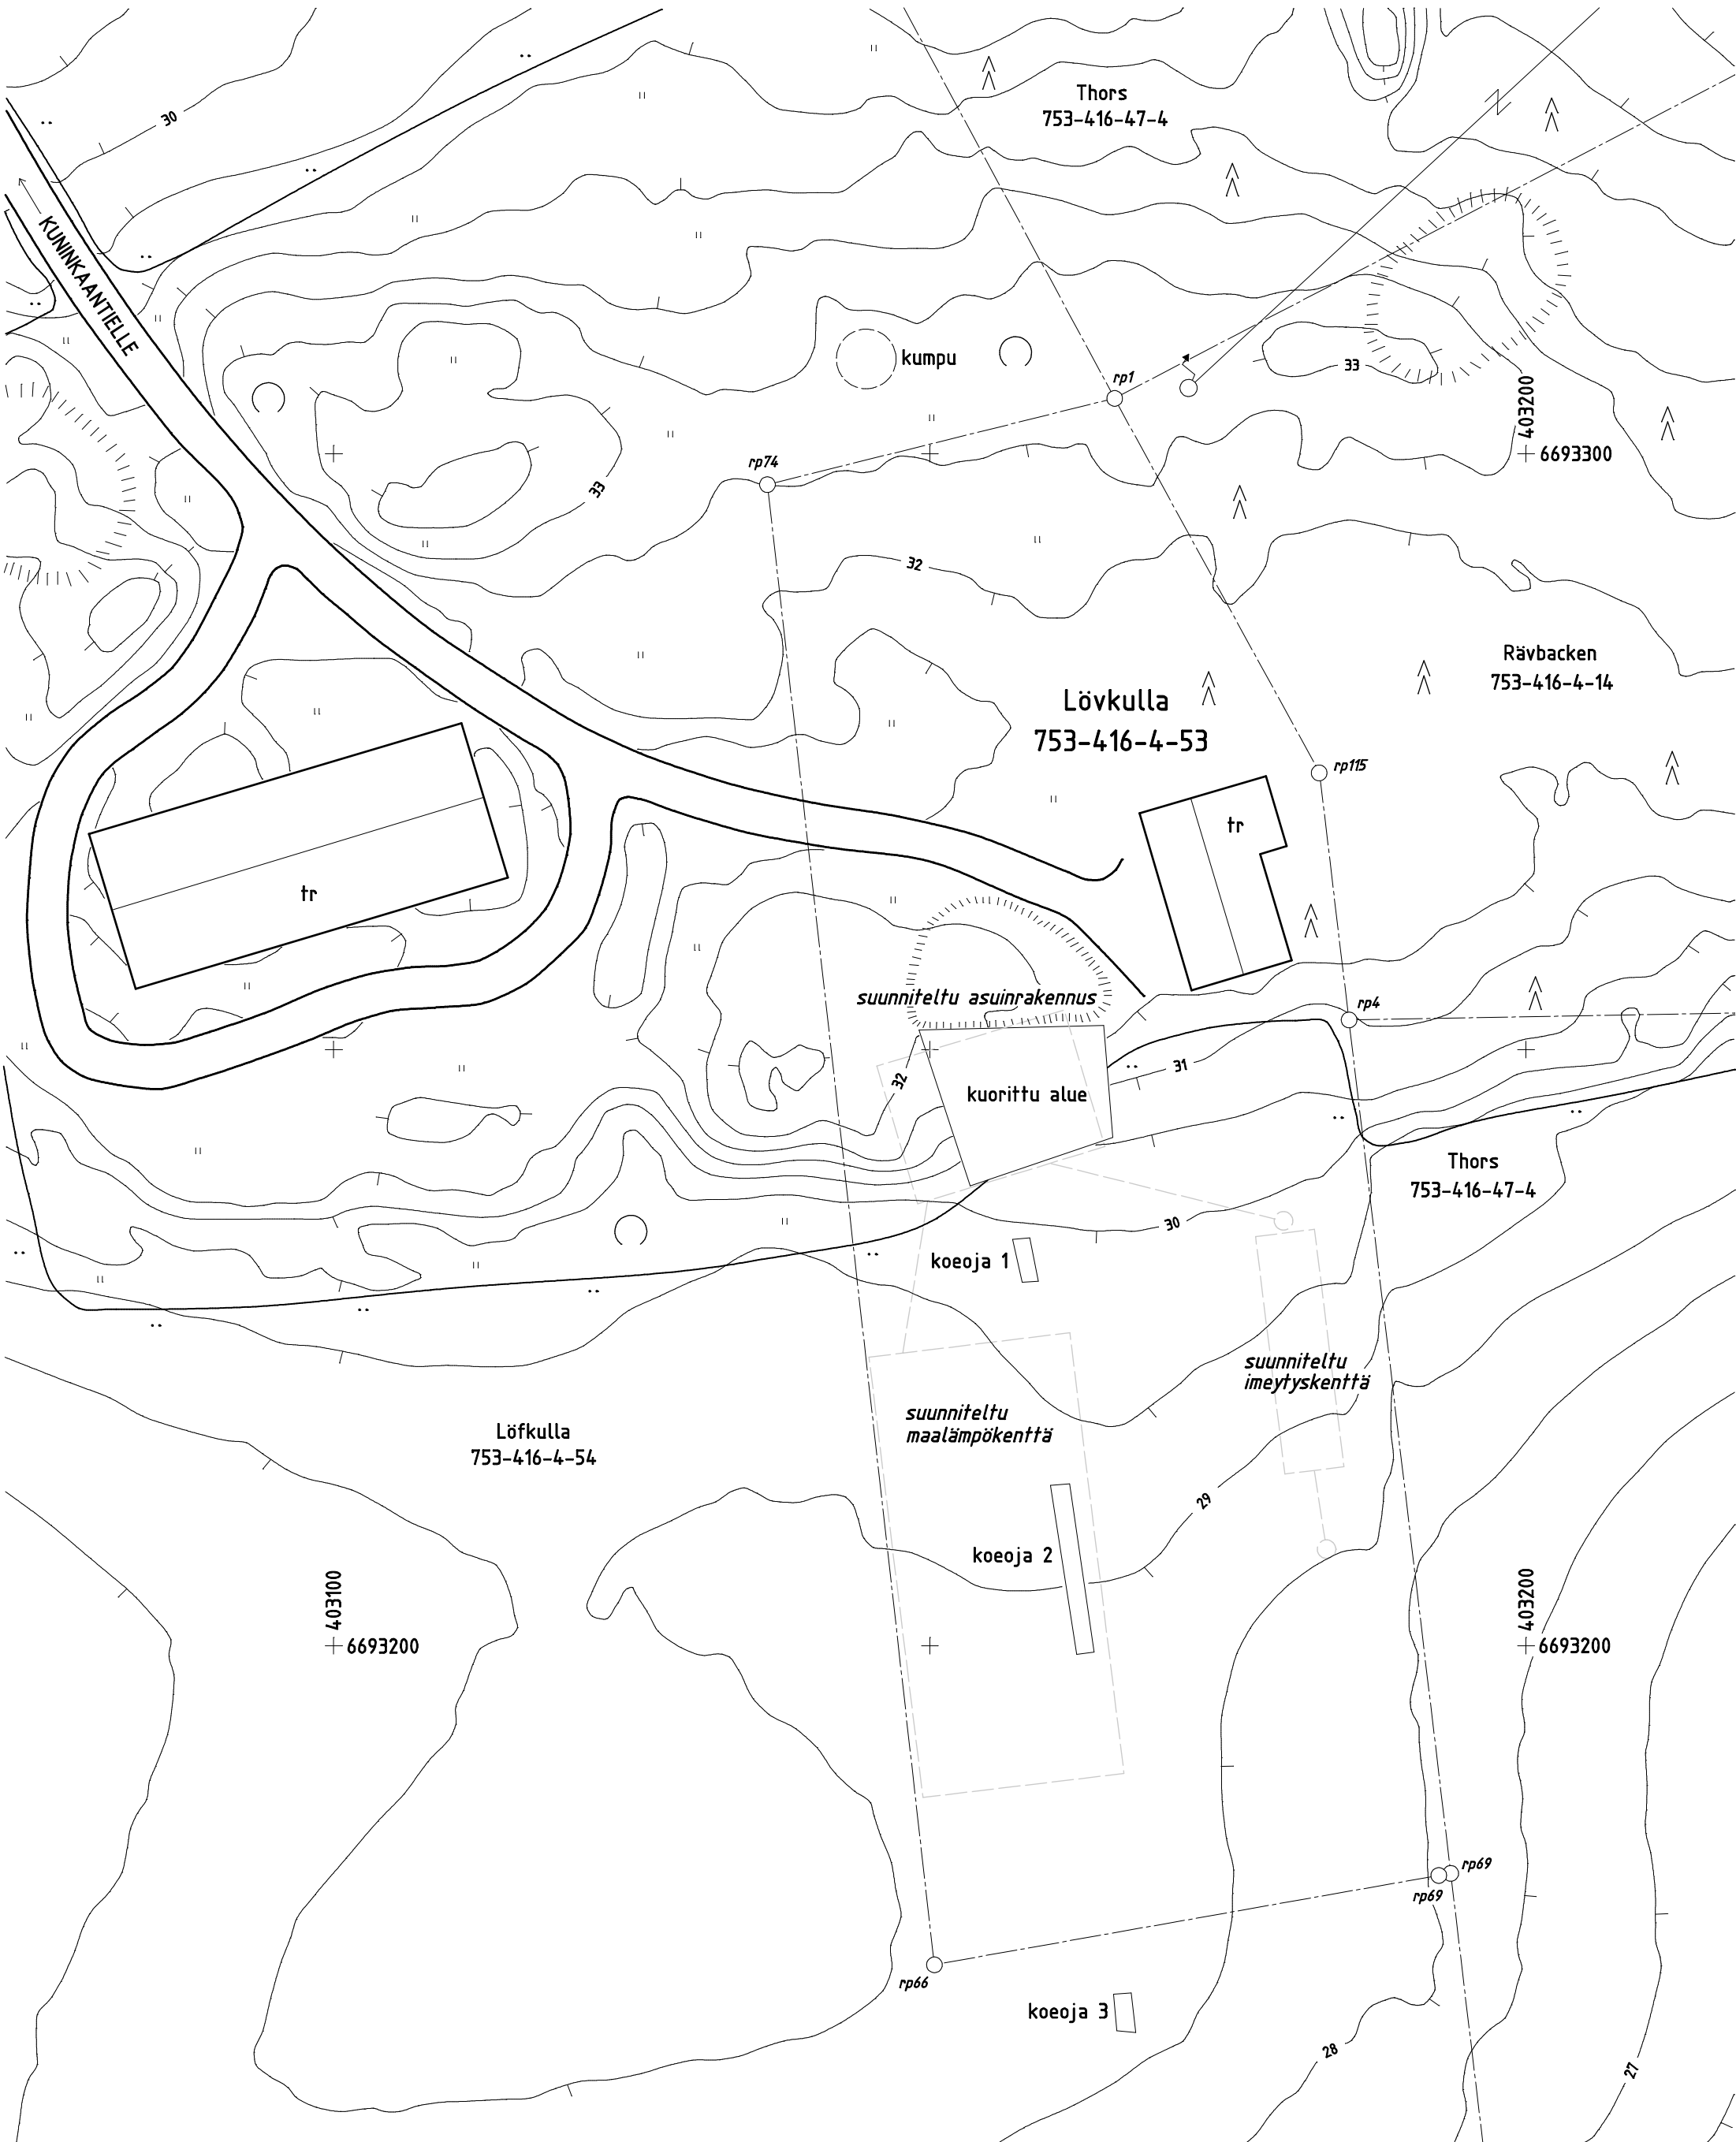 Thors
753-416-47-4
30
KUNINKAANTIELLE
kumpu
33
rp1
403200
6693300
rp74
33
32
Rävbacken
753-416-4-14
Lövkulla
753-416-4-53
rp115
tr
tr
suunniteltu asuinrakennus
rp4
32
31
kuorittu alue
Thors
753-416-47-4
30
koeoja 1
suunniteltu
imeytyskenttä
suunniteltu
maalämpökenttä
Löfkulla
753-416-4-54
29
koeoja 2
403100
6693200
403200
6693200
rp69
rp69
rp66
koeoja 3
28
27